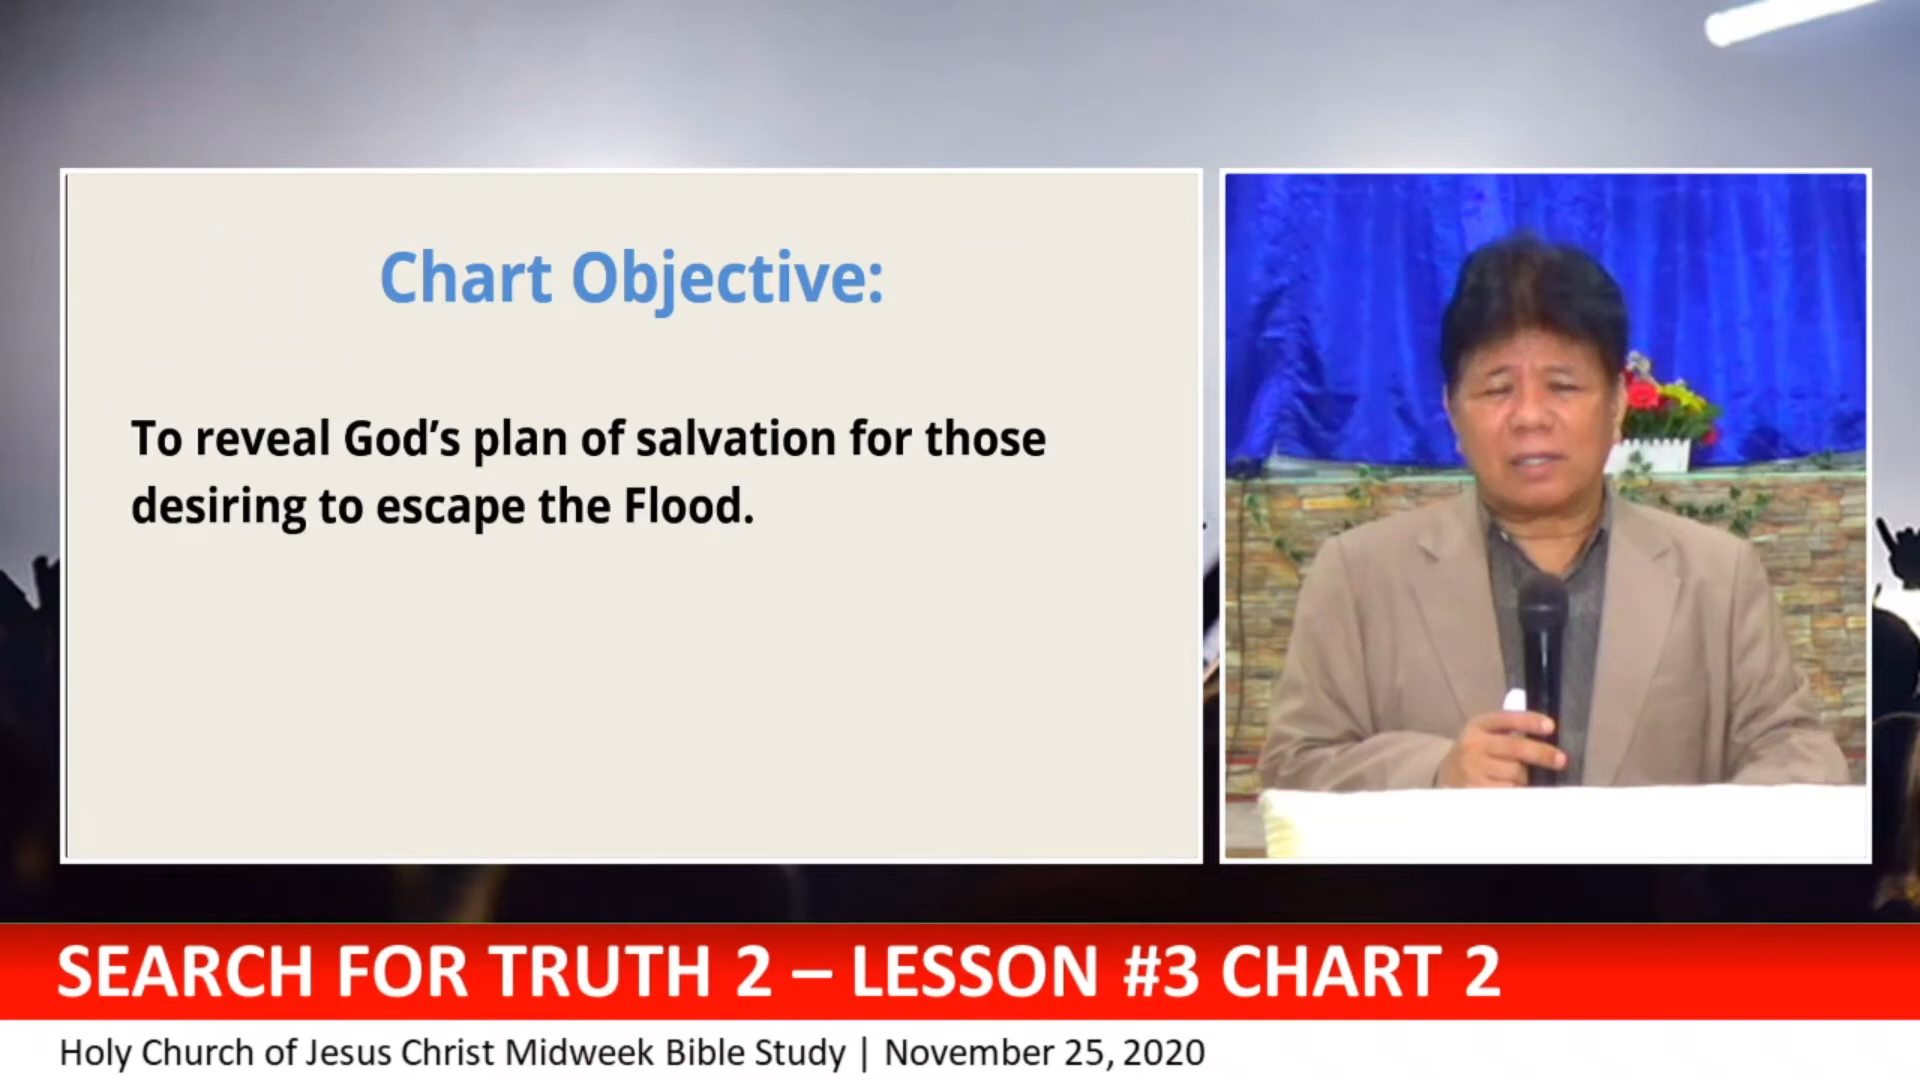 Chart Objective:
To reveal God’s plan of salvation for those
desiring to escape the Flood.
SEARCH FOR TRUTH 2 – LESSON #3 CHART 2
Holy Church of Jesus Christ Midweek Bible Study | November 25, 2020